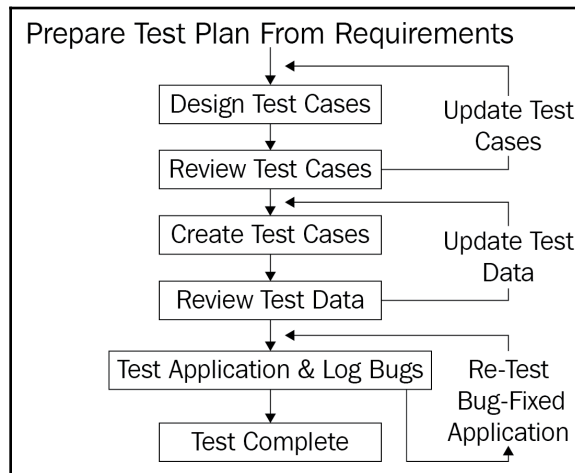 Prepare Test Plan From Requirements
Design Test Cases
Update Test
Cases
Review Test Cases
Create Test Cases
Update Test
Data
Review Test Data
Test Application & Log Bugs
Re-Test
Bug-Fixed
Application
Test Complete